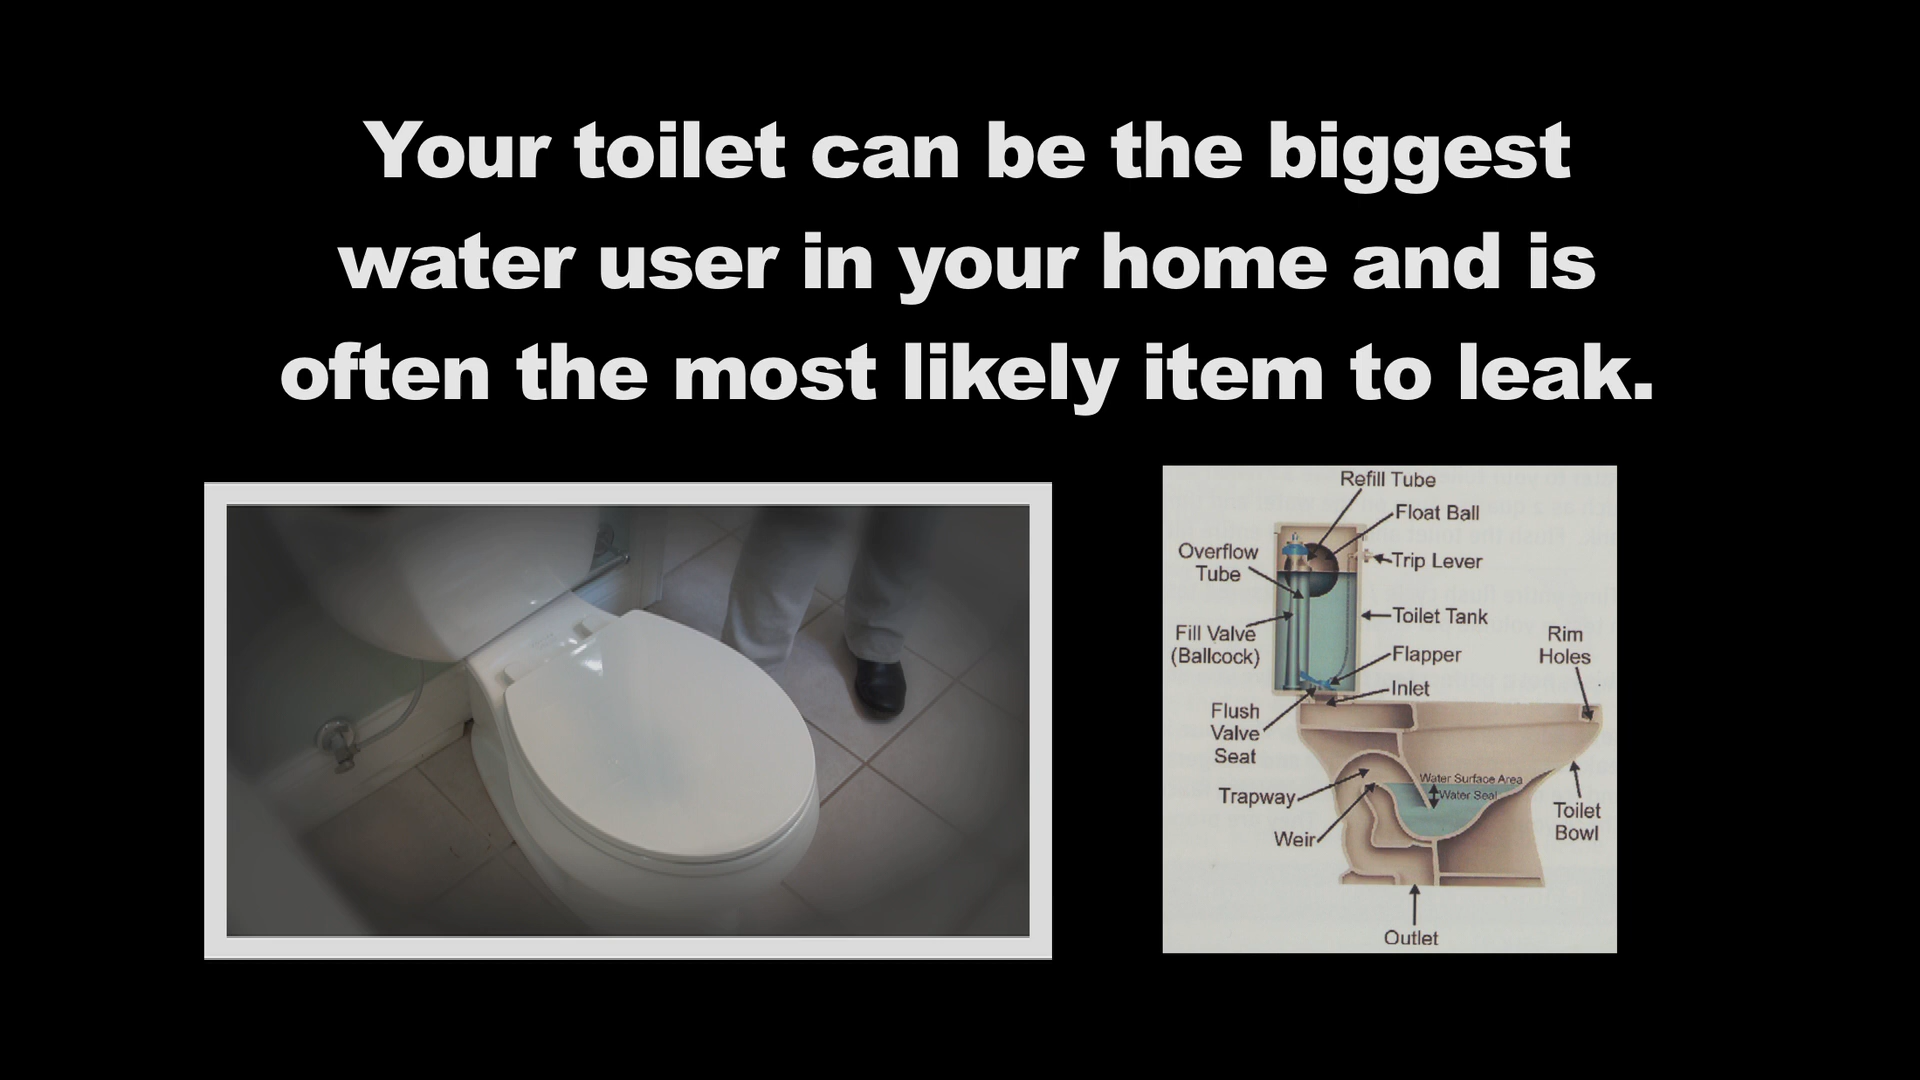 Your toilet can be the biggest
water user in your home and is
often the most likely item to leak.
Refill Tube
Float Ball
Overflow
Tube
Trip Lever
Toilet Tank
Fill Valve
(Ballcock)
Rim
Holes
Flapper
Inlet
Flush
Valve
Seat
Water Surface Area
Water Seal
Trapway
Toilet
Bowl
Weir
Outlet